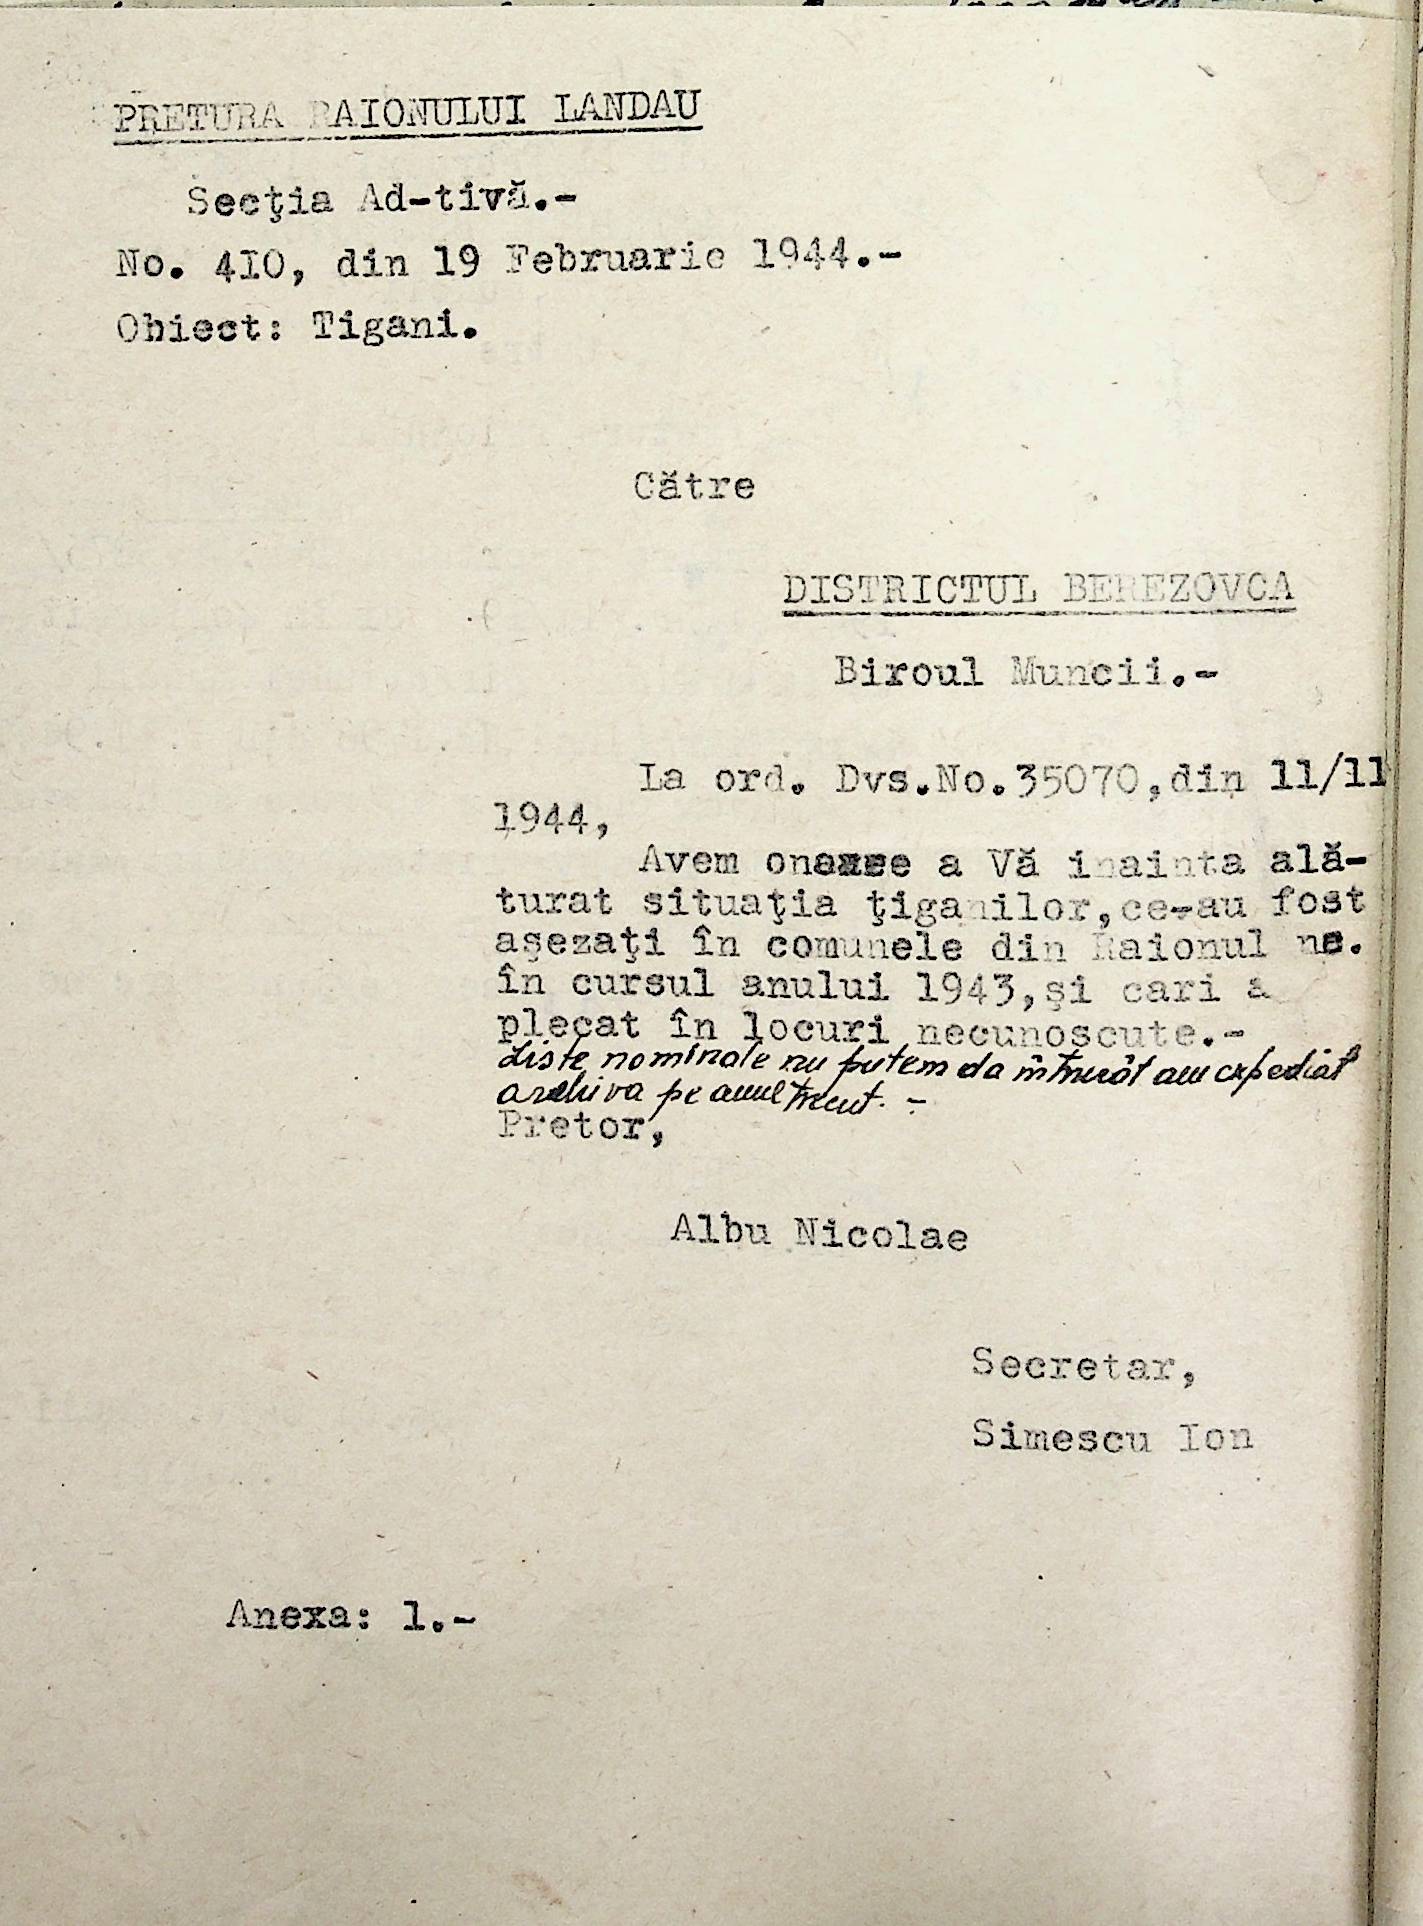 PRETURA RAIONULUI LANDAU
Secţia Ad-tivă.-
No. 4I0, din 19 Februarie 1944.-
Obiect: Tigani.
Către
DISTRICTUL BEREZOVCA
Biroul Muncii.-
La ord. Dvs.No.35070,din 11/11
1944,
Avem onoare a Vă inainta ală-
turat situaţia ţiganilor,ce-au fost
aşezaţi în comunele din Raionul ns.
în cursul anului 1943,şi cari a
plecat în locuri necunoscute.-
Liste nominale nu putem da întrucât am expediat
arhiva pe anul trecut. -
Pretor,
Albu Nicolae
Secretar,
Simescu Ion
Anexa: 1.-